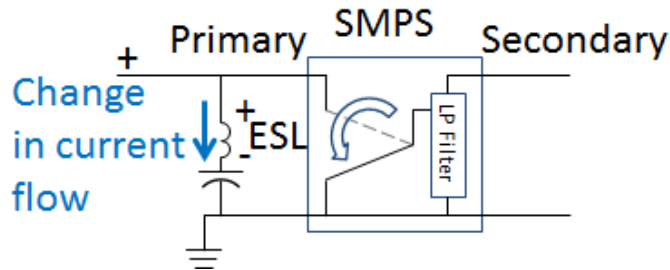 SMPS
Primary
Secondary
+
Change
in current
flow
+
ESL
-
LP Filter